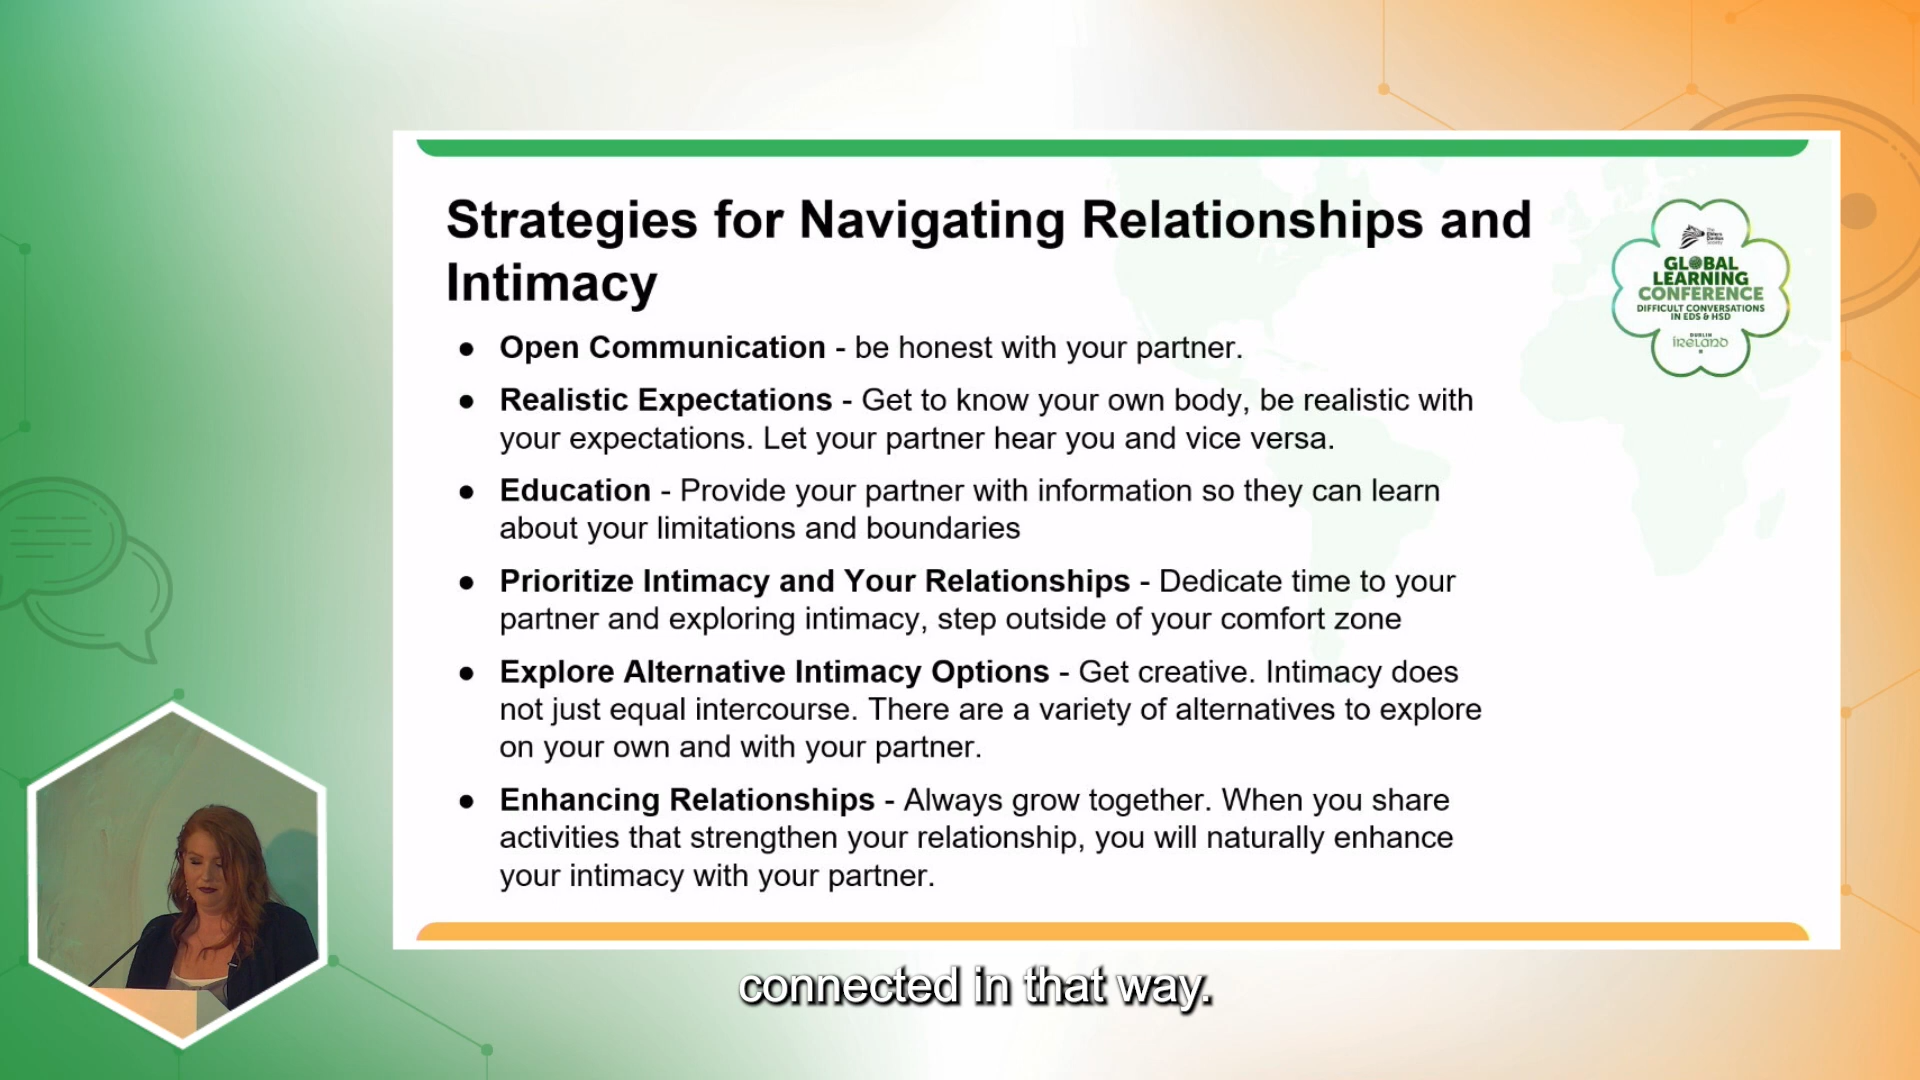 Strategies for Navigating Relationships and
Intimacy
● Open Communication - be honest with your partner.
● Realistic Expectations - Get to know your own body, be realistic with
your expectations. Let your partner hear you and vice versa.
● Education - Provide your partner with information so they can learn
about your limitations and boundaries
● Prioritize Intimacy and Your Relationships - Dedicate time to your
partner and exploring intimacy, step outside of your comfort zone
● Explore Alternative Intimacy Options - Get creative. Intimacy does
not just equal intercourse. There are a variety of alternatives to explore
on your own and with your partner.
● Enhancing Relationships - Always grow together. When you share
activities that strengthen your relationship, you will naturally enhance
your intimacy with your partner.
The
Ehlers
Danlos
Society
GLOBAL
LEARNING
CONFERENCE
DIFFICULT CONVERSATIONS
IN EDS & HSD
DUBLIN
IRELAND
connected in that way.